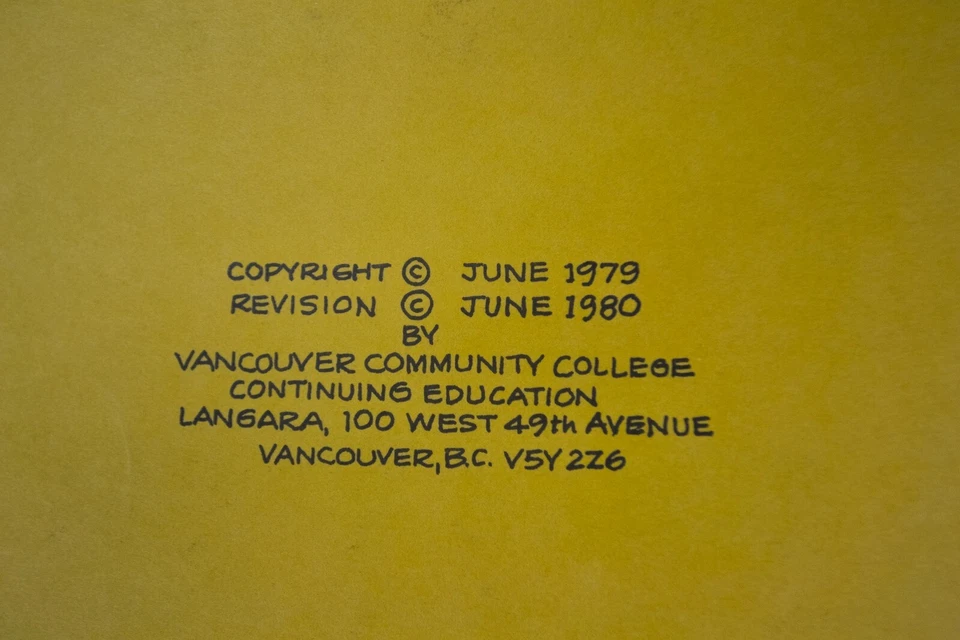 COPYRIGHT © JUNE 1979
REVISION © JUNE 1980
BY
VANCOUVER COMMUNITY COLLEGE
CONTINUING EDUCATION
LANGARA, 100 WEST 49th AVENUE
VANCOUVER, B.C. V5Y 2Z6